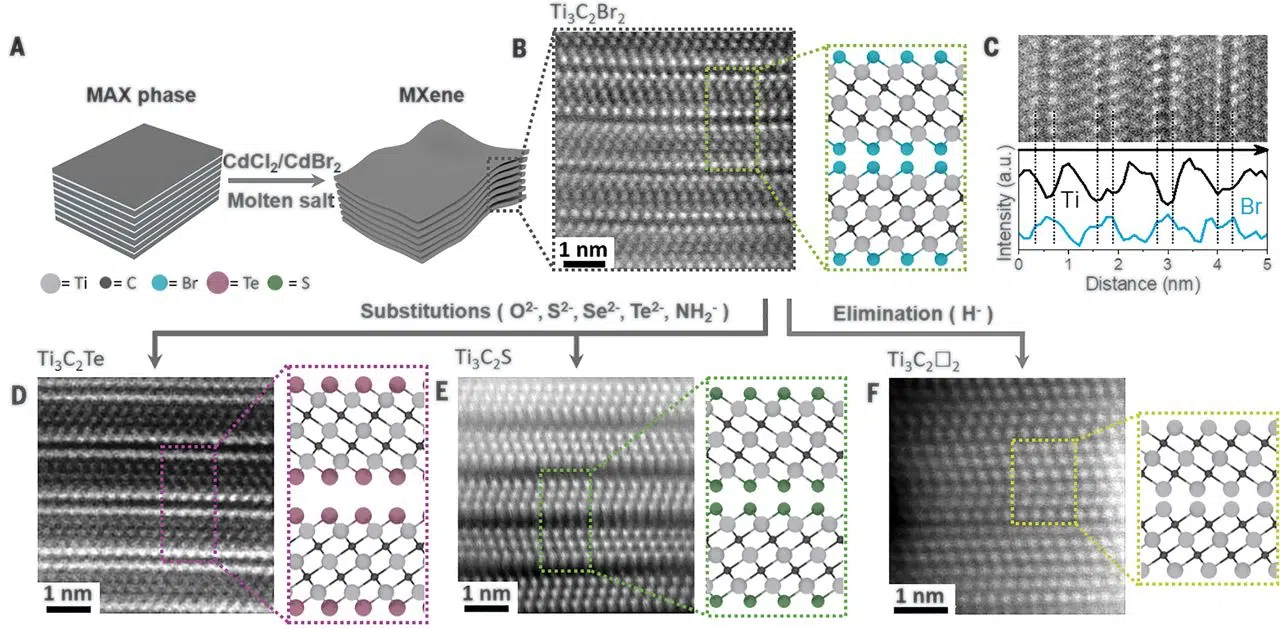 A
MAX phase
MXene
CdCl₂/CdBr₂
Molten salt
= Ti
= C
= Br
= Te
= S
Ti₃C₂Br₂
B
1 nm
C
Intensity (a.u.)
Ti
Br
0 1 2 3 4 5
Distance (nm)
Substitutions ( O²⁻, S²⁻, Se²⁻, Te²⁻, NH₂⁻ )
Elimination ( H⁻ )
Ti₃C₂Te
D
1 nm
Ti₃C₂S
E
1 nm
Ti₃C₂□₂
F
1 nm